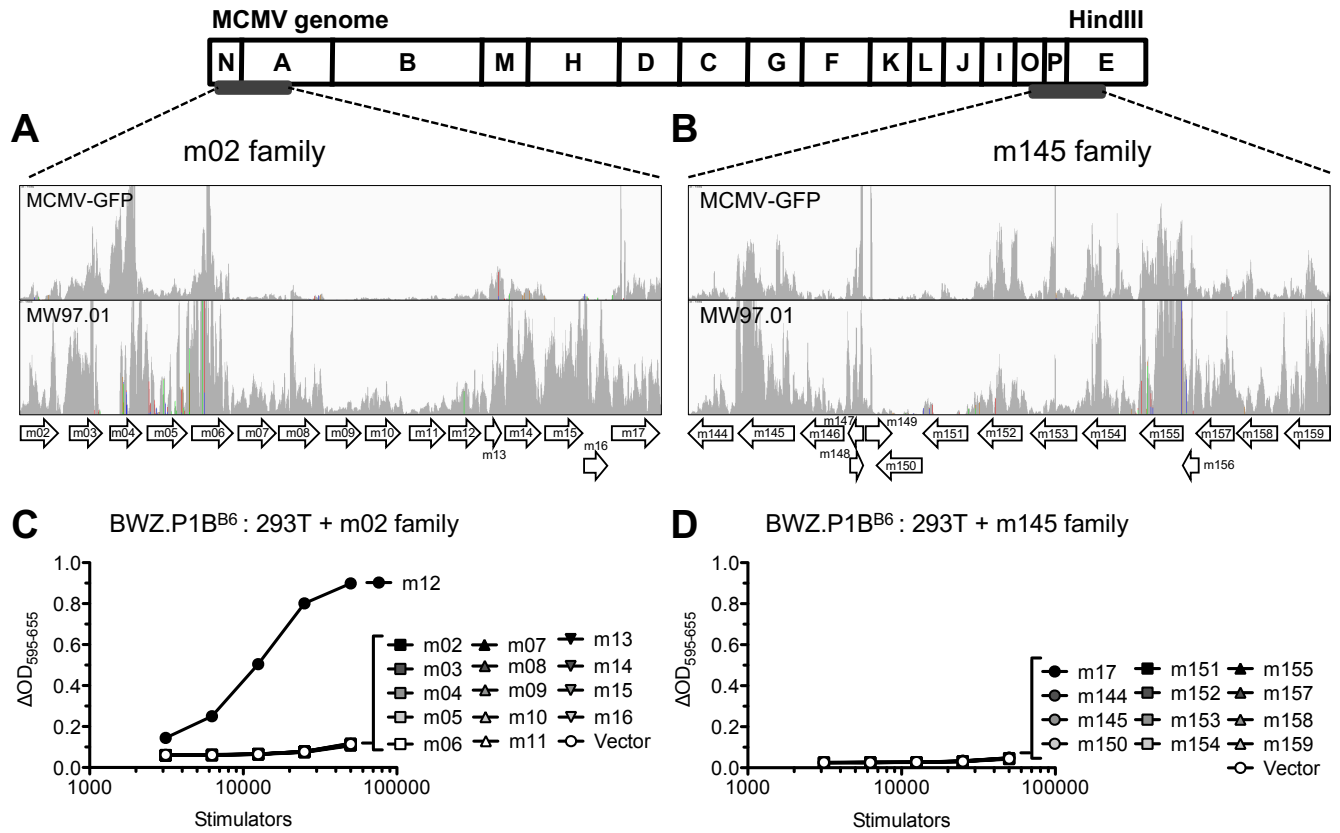 MCMV genome HindIII
N A B M H D C G F K L J I O P E
A
m02 family
MCMV-GFP
MW97.01
m02 m03 m04 m05 m06 m07 m08 m09 m10 m11 m12 m14 m15 m17
m13 m16
B
m145 family
MCMV-GFP
MW97.01
m147 m149
m144 m145 m146 m151 m152 m153 m154 m155 m157 m158 m159
m148 m150 m156
C
BWZ.P1B^B6 : 293T + m02 family
ΔOD595-655
1.0
0.8
0.6
0.4
0.2
0.0
1000 10000 100000
Stimulators
m12
m02 m07 m13
m03 m08 m14
m04 m09 m15
m05 m10 m16
m06 m11 Vector
D
BWZ.P1B^B6 : 293T + m145 family
ΔOD595-655
1.0
0.8
0.6
0.4
0.2
0.0
1000 10000 100000
Stimulators
m17 m151 m155
m144 m152 m157
m145 m153 m158
m150 m154 m159
Vector